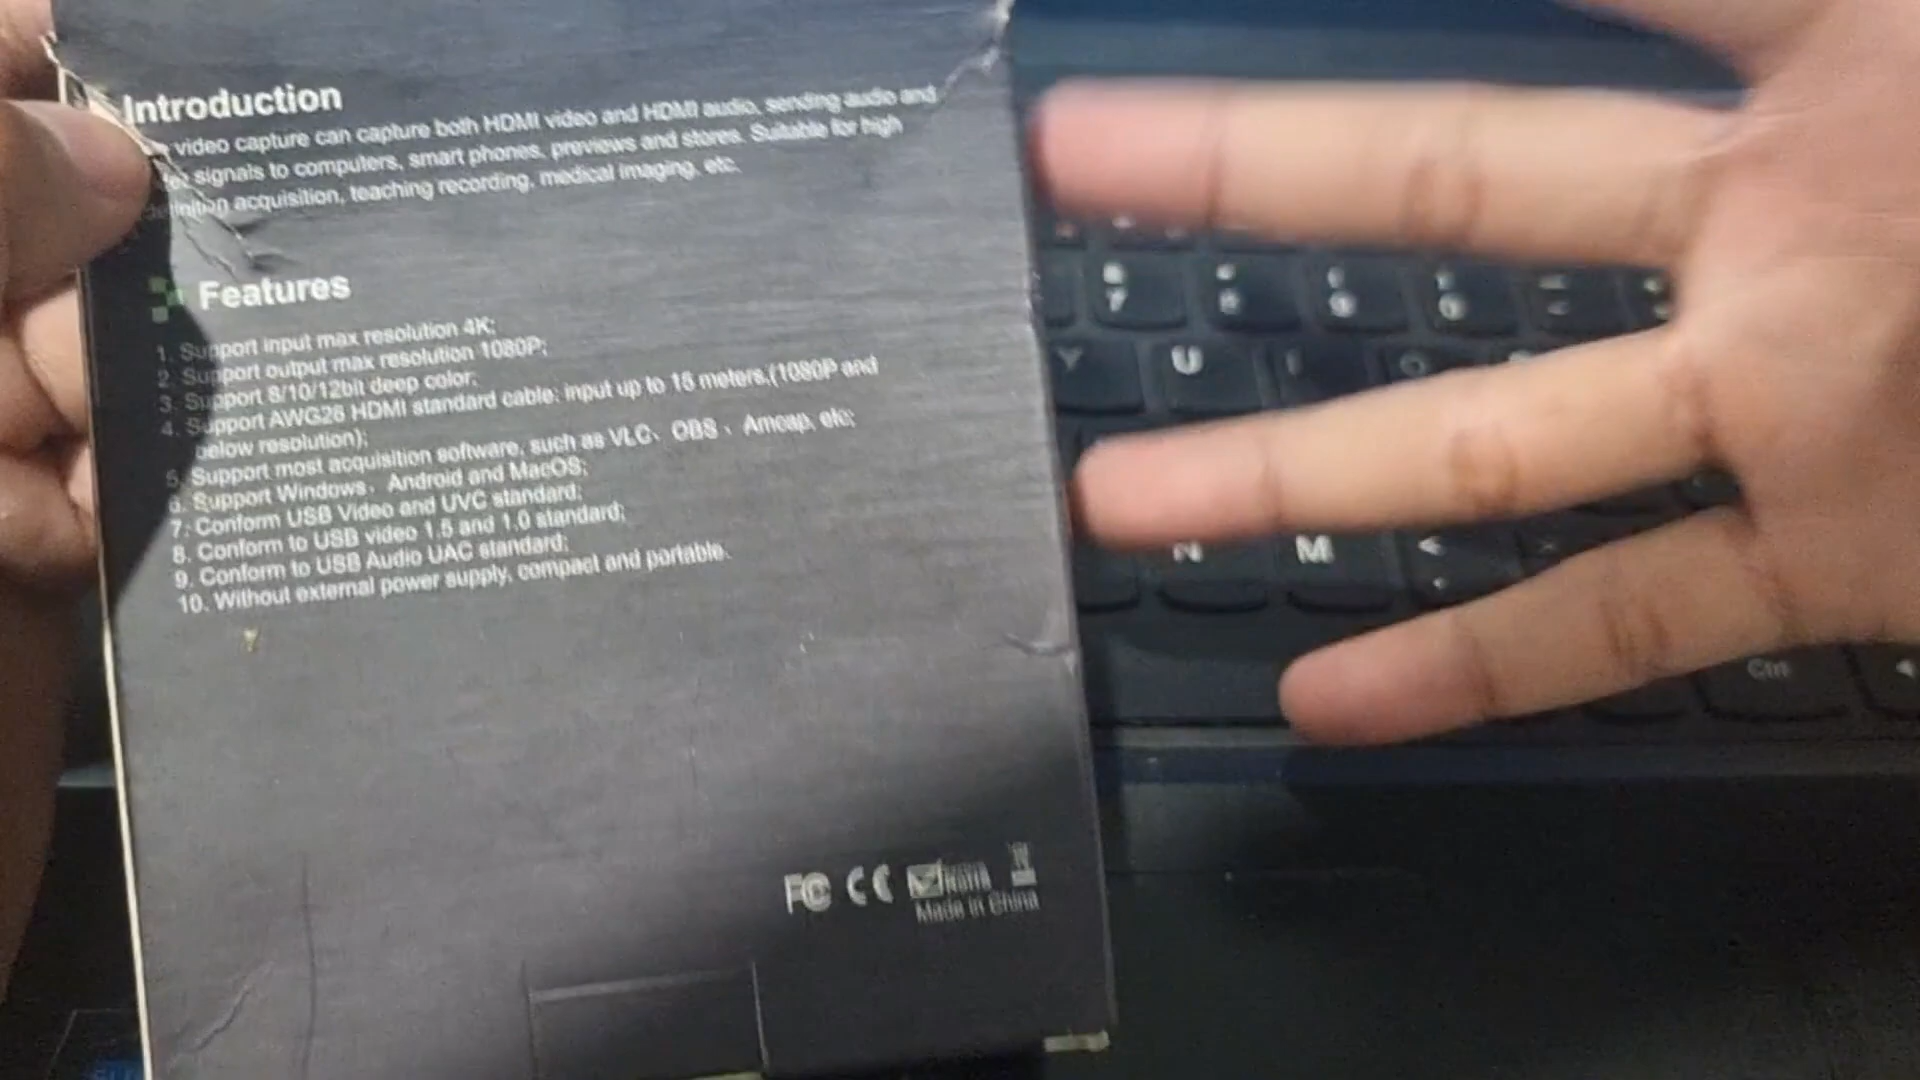 Introduction
video capture can capture both HDMI video and HDMI audio, sending audio and
signals to computers, smart phones, previews and stores. Suitable for high
definition acquisition, teaching recording, medical imaging, etc.
Features
1. Support input max resolution 4K;
2. Support output max resolution 1080P;
3. Support 8/10/12bit deep color;
4. Support AWG26 HDMI standard cable: input up to 15 meters,(1080P and
below resolution);
5. Support most acquisition software, such as VLC、OBS、Amcap, etc;
6. Support Windows、Android and MacOS;
7. Conform USB Video and UVC standard;
8. Conform to USB video 1.5 and 1.0 standard;
9. Conform to USB Audio UAC standard;
10. Without external power supply, compact and portable.
FC CE
Made in China
7
U
N M <
Ctrl